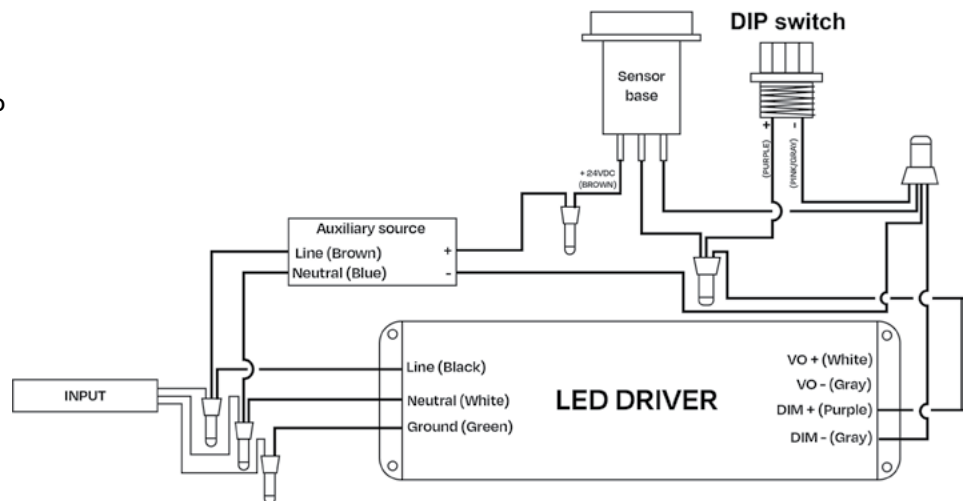 DIP switch
Sensor
base
+
-
(PURPLE)
(PINK/GRAY)
+ 24VDC
(BROWN)
Auxiliary source
Line (Brown)
+
Neutral (Blue)
-
Line (Black)
Neutral (White)
Ground (Green)
INPUT
LED DRIVER
VO + (White)
VO - (Gray)
DIM + (Purple)
DIM - (Gray)